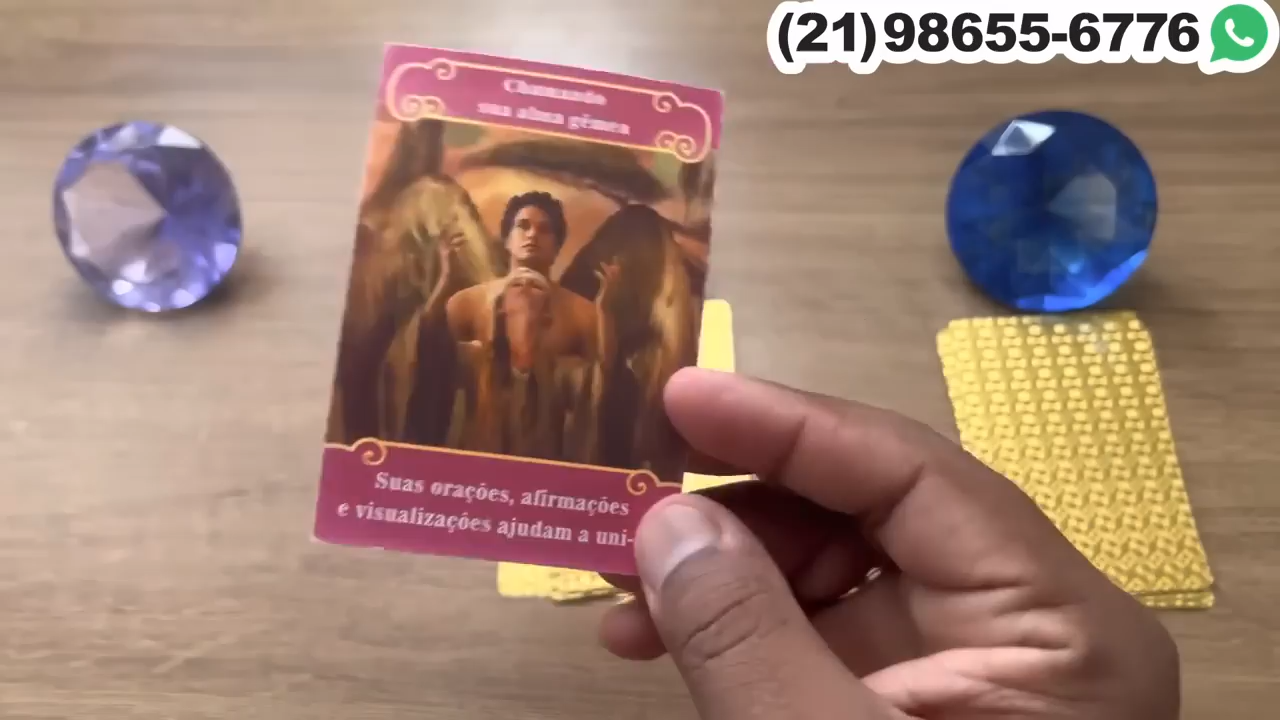 (21)98655-6776
Chamando
sua alma gêmea
Suas orações, afirmações
e visualizações ajudam a uni-